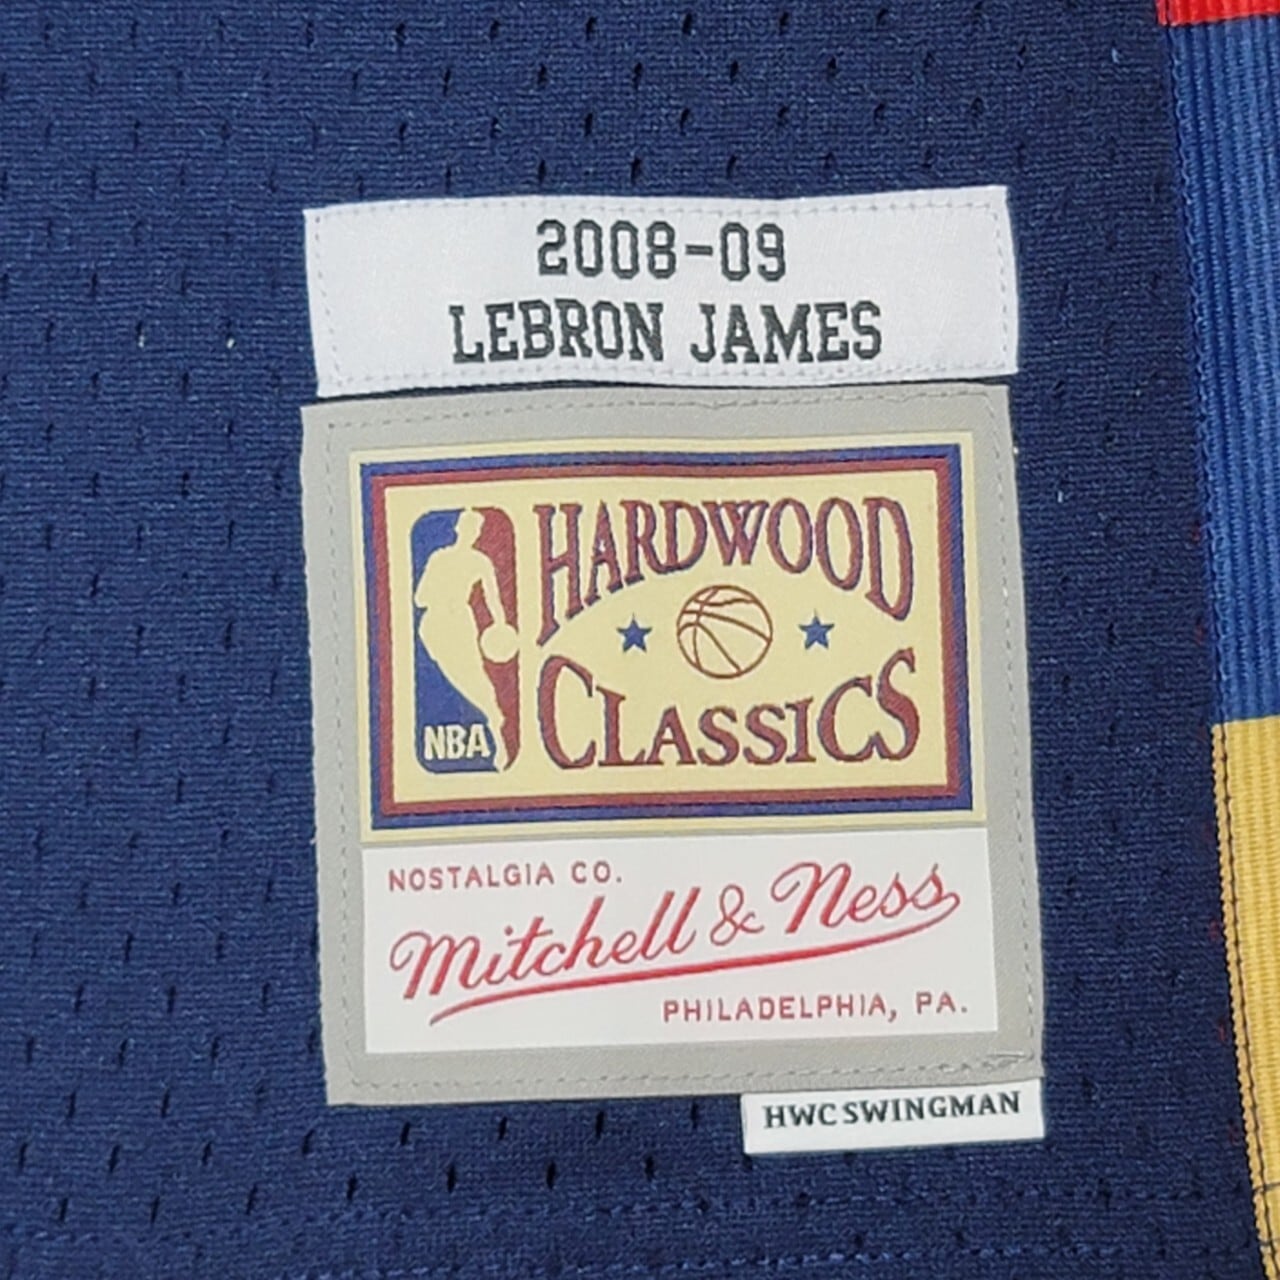 2008-09
LEBRON JAMES
HARDWOOD
CLASSICS
NBA
NOSTALGIA CO.
Mitchell & Ness
PHILADELPHIA, PA.
HWC SWINGMAN